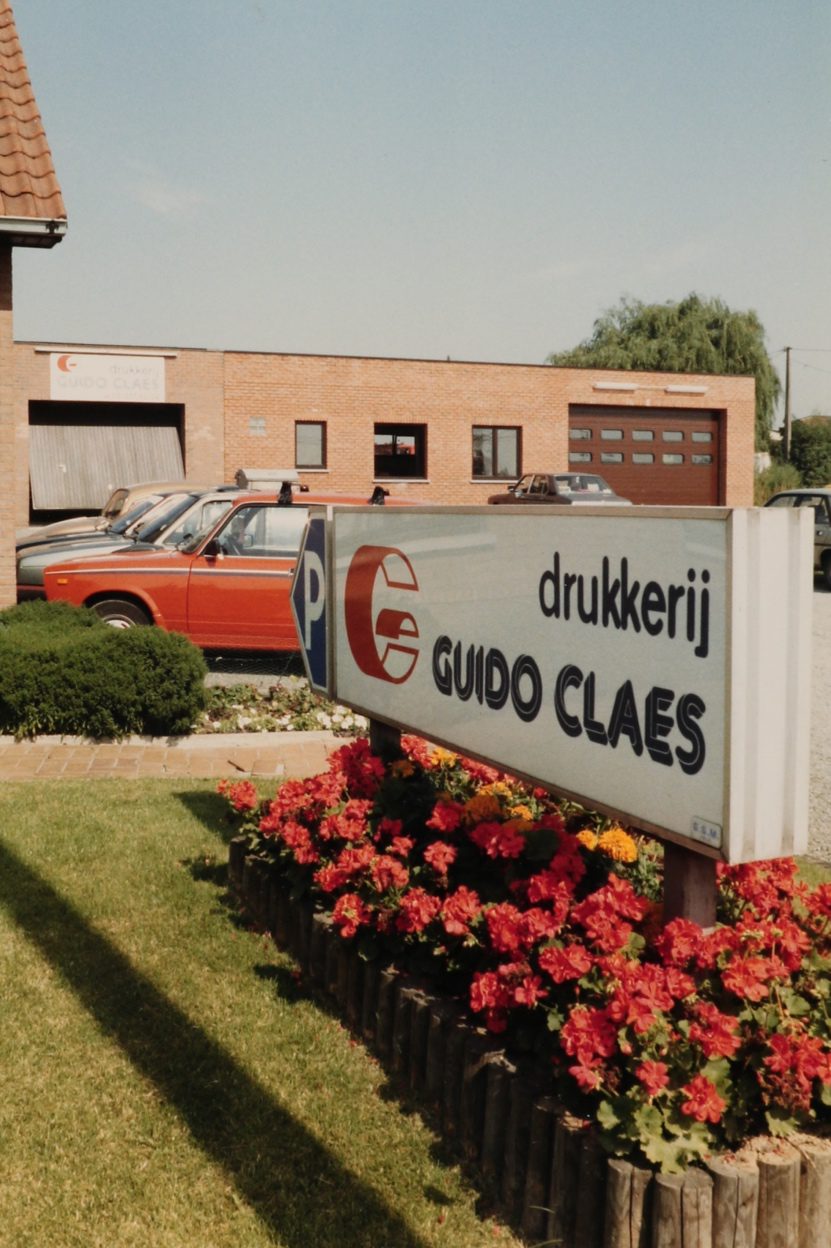 drukkerij
GUIDO CLAES
P
drukkerij
GUIDO CLAES
G.S.M.